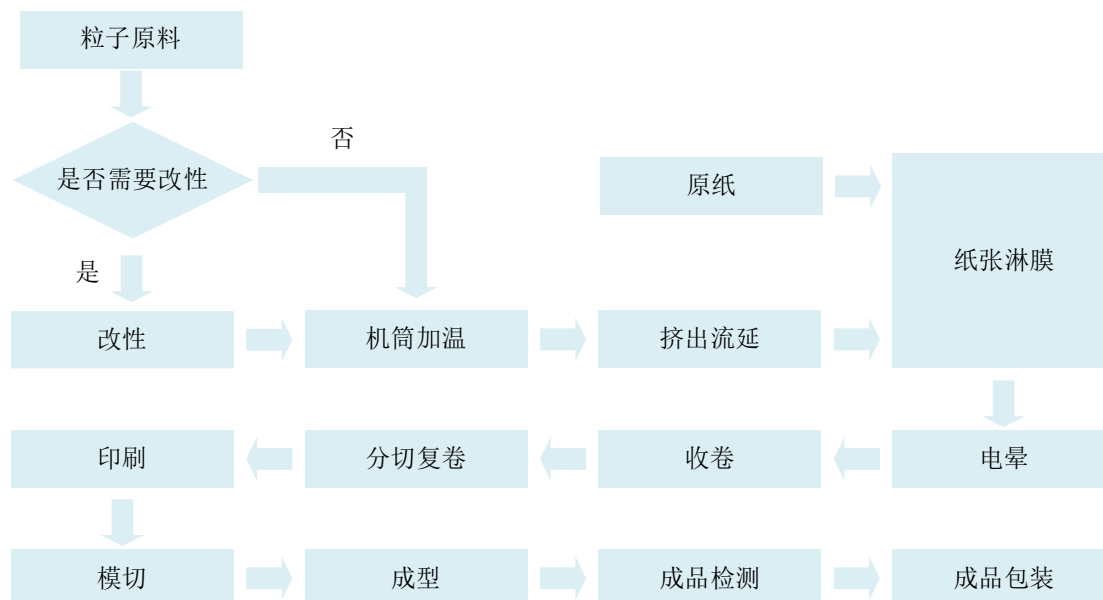 粒子原料
否
是否需要改性
原纸
纸张淋膜
是
改性
机筒加温
挤出流延
印刷
分切复卷
收卷
电晕
模切
成型
成品检测
成品包装